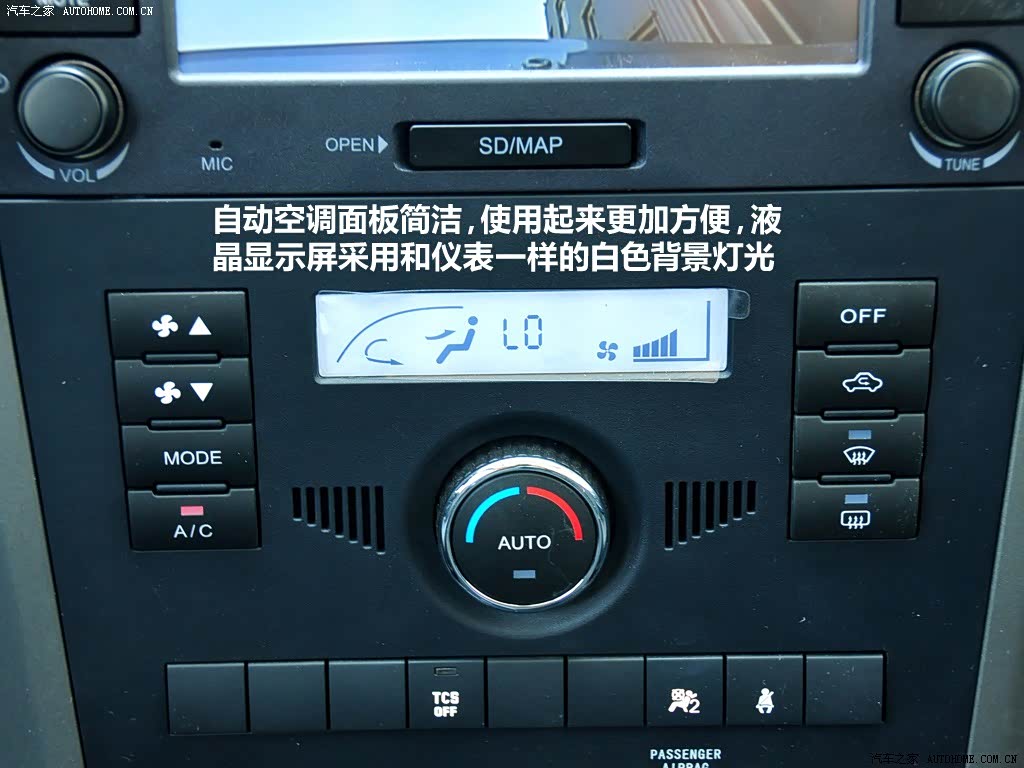 汽车之家 AUTOHOME.COM.CN
VOL
MIC
OPEN
SD/MAP
TUNE
自动空调面板简洁,使用起来更加方便,液
晶显示屏采用和仪表一样的白色背景灯光
LO
OFF
MODE
A/C
AUTO
TCS
OFF
2
PASSENGER
AIRBAG
汽车之家 AUTOHOME.COM.CN